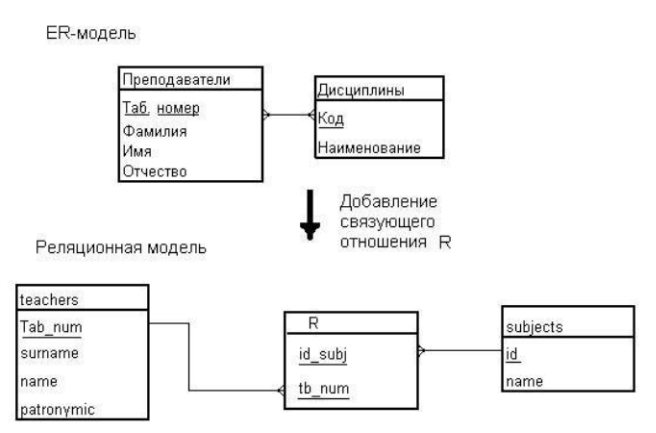 ER-модель
Преподаватели
Таб. номер
Фамилия
Имя
Отчество
Дисциплины
Код
Наименование
Добавление
связующего
отношения R
Реляционная модель
teachers
Tab_num
surname
name
patronymic
R
id_subj
tb_num
subjects
id
name